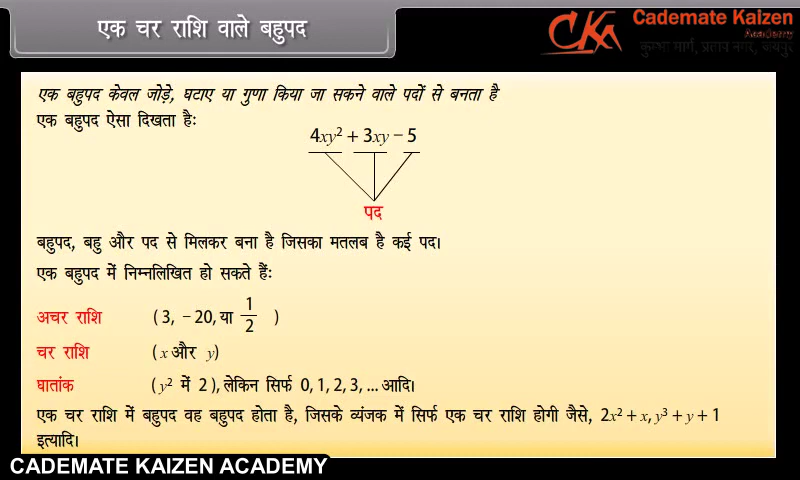 एक चर राशि वाले बहुपद
Cademate Kaizen
Academy
कुम्भा मार्ग, प्रताप नगर, जयपुर
CKA
एक बहुपद केवल जोड़े, घटाए या गुणा किया जा सकने वाले पदों से बनता है
एक बहुपद ऐसा दिखता है:
4xy² + 3xy − 5
पद
बहुपद, बहु और पद से मिलकर बना है जिसका मतलब है कई पद।
एक बहुपद में निम्नलिखित हो सकते हैं:
अचर राशि ( 3, −20, या 1/2 )
चर राशि ( x और y)
घातांक ( y² में 2 ), लेकिन सिर्फ 0, 1, 2, 3, ... आदि।
एक चर राशि में बहुपद वह बहुपद होता है, जिसके व्यंजक में सिर्फ एक चर राशि होगी जैसे, 2x² + x, y³ + y + 1
इत्यादि।
CADEMATE KAIZEN ACADEMY